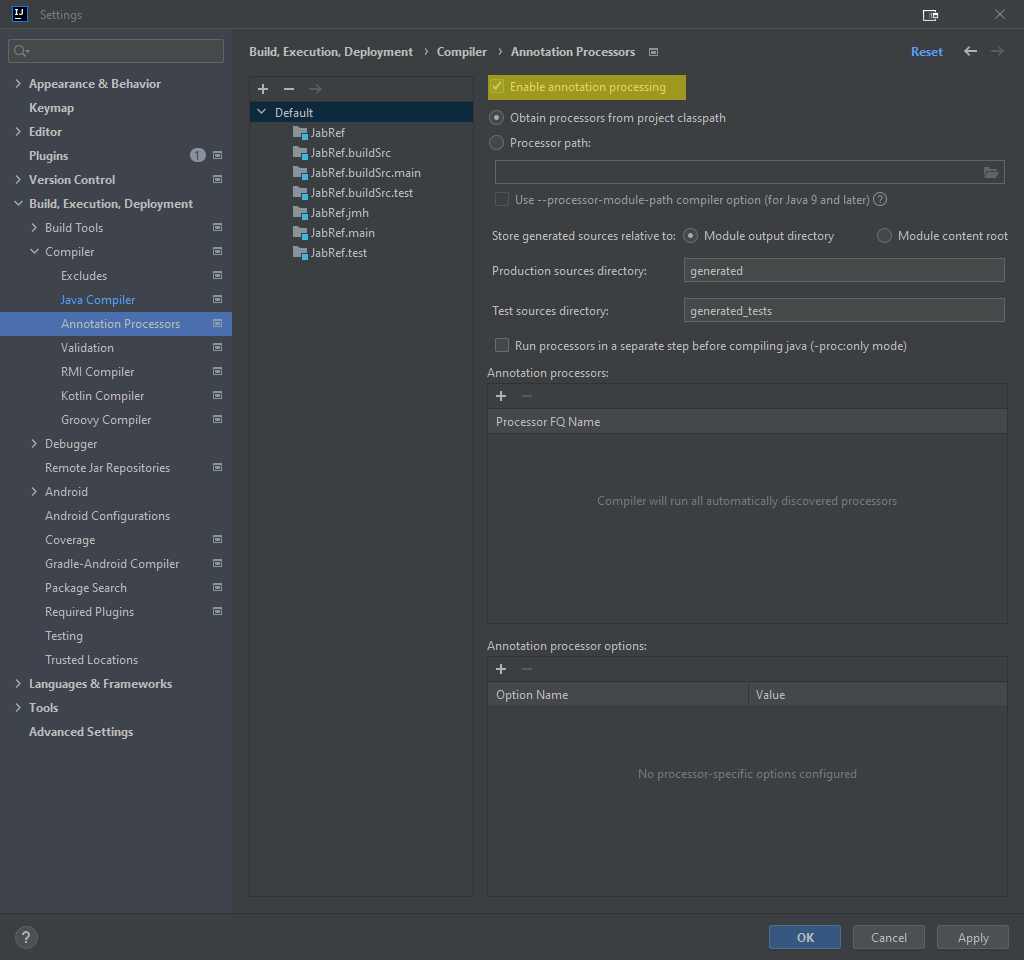 Settings
Appearance & Behavior
Keymap
Editor
Plugins 1
Version Control
Build, Execution, Deployment
Build Tools
Compiler
Excludes
Java Compiler
Annotation Processors
Validation
RMI Compiler
Kotlin Compiler
Groovy Compiler
Debugger
Remote Jar Repositories
Android
Android Configurations
Coverage
Gradle-Android Compiler
Package Search
Required Plugins
Testing
Trusted Locations
Languages & Frameworks
Tools
Advanced Settings
Build, Execution, Deployment › Compiler › Annotation Processors
Reset
Default
JabRef
JabRef.buildSrc
JabRef.buildSrc.main
JabRef.buildSrc.test
JabRef.jmh
JabRef.main
JabRef.test
Enable annotation processing
Obtain processors from project classpath
Processor path:
Use --processor-module-path compiler option (for Java 9 and later) ?
Store generated sources relative to: Module output directory Module content root
Production sources directory: generated
Test sources directory: generated_tests
Run processors in a separate step before compiling java (-proc:only mode)
Annotation processors:
Processor FQ Name
Compiler will run all automatically discovered processors
Annotation processor options:
Option Name Value
No processor-specific options configured
? OK Cancel Apply